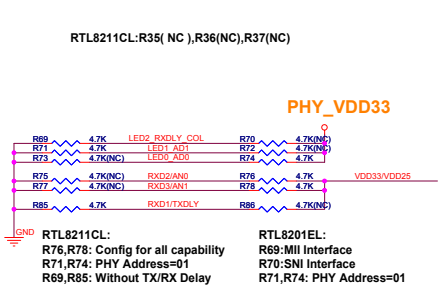 RTL8211CL:R35( NC ),R36(NC),R37(NC)
PHY_VDD33
R69 4.7K LED2_RXDLY_COL R70 4.7K(NC)
R71 4.7K LED1_AD1 R72 4.7K(NC)
R73 4.7K(NC) LED0_AD0 R74 4.7K
R75 4.7K(NC) RXD2/AN0 R76 4.7K VDD33/VDD25
R77 4.7K(NC) RXD3/AN1 R78 4.7K
R85 4.7K RXD1/TXDLY R86 4.7K(NC)
GND
RTL8211CL:
R76,R78: Config for all capability
R71,R74: PHY Address=01
R69,R85: Without TX/RX Delay
RTL8201EL:
R69:MII Interface
R70:SNI Interface
R71,R74: PHY Address=01